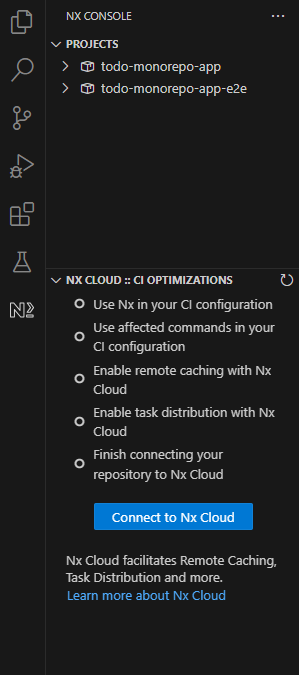 NX CONSOLE
PROJECTS
todo-monorepo-app
todo-monorepo-app-e2e
NX CLOUD :: CI OPTIMIZATIONS
Use Nx in your CI configuration
Use affected commands in your
CI configuration
Enable remote caching with Nx
Cloud
Enable task distribution with Nx
Cloud
Finish connecting your
repository to Nx Cloud
Connect to Nx Cloud
Nx Cloud facilitates Remote Caching,
Task Distribution and more.
Learn more about Nx Cloud